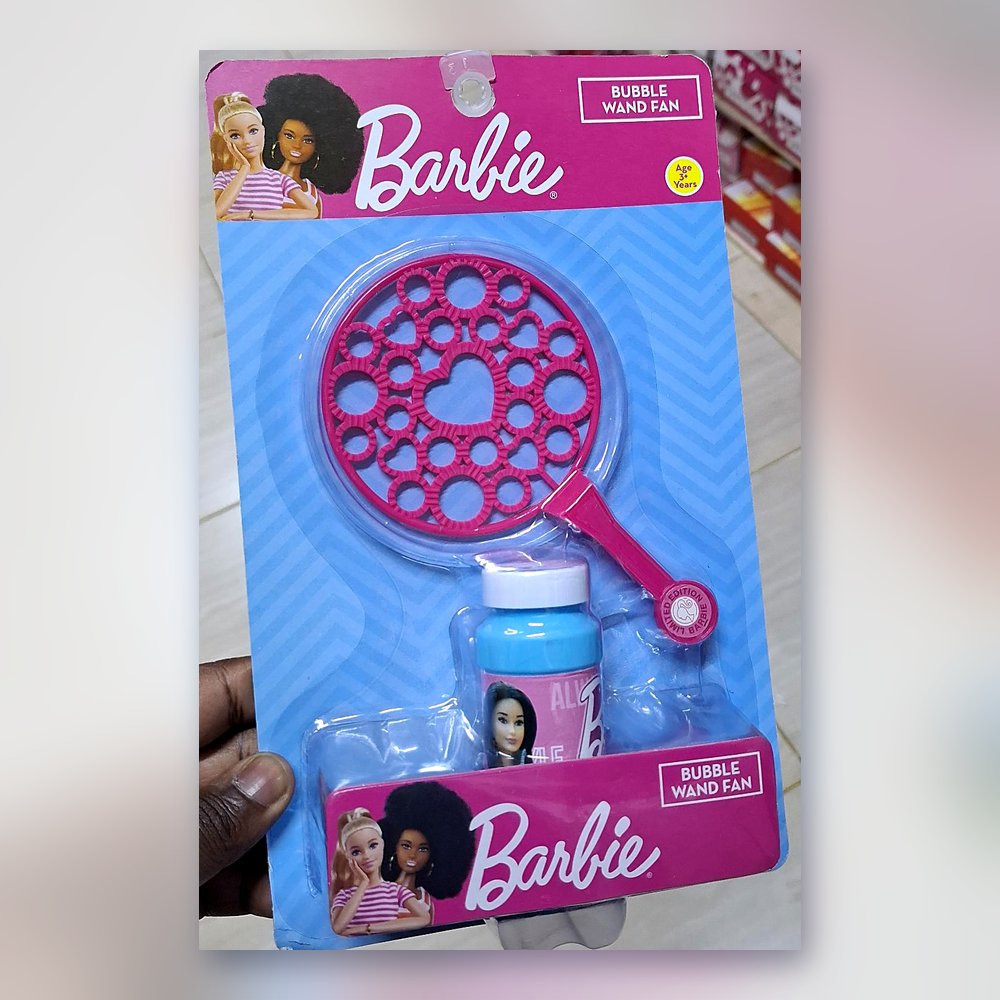 BUBBLE
WAND FAN
Barbie®
Age
3+
Years
LIMITED EDITION
BARBIE
BUBBLE
WAND FAN
Barbie®